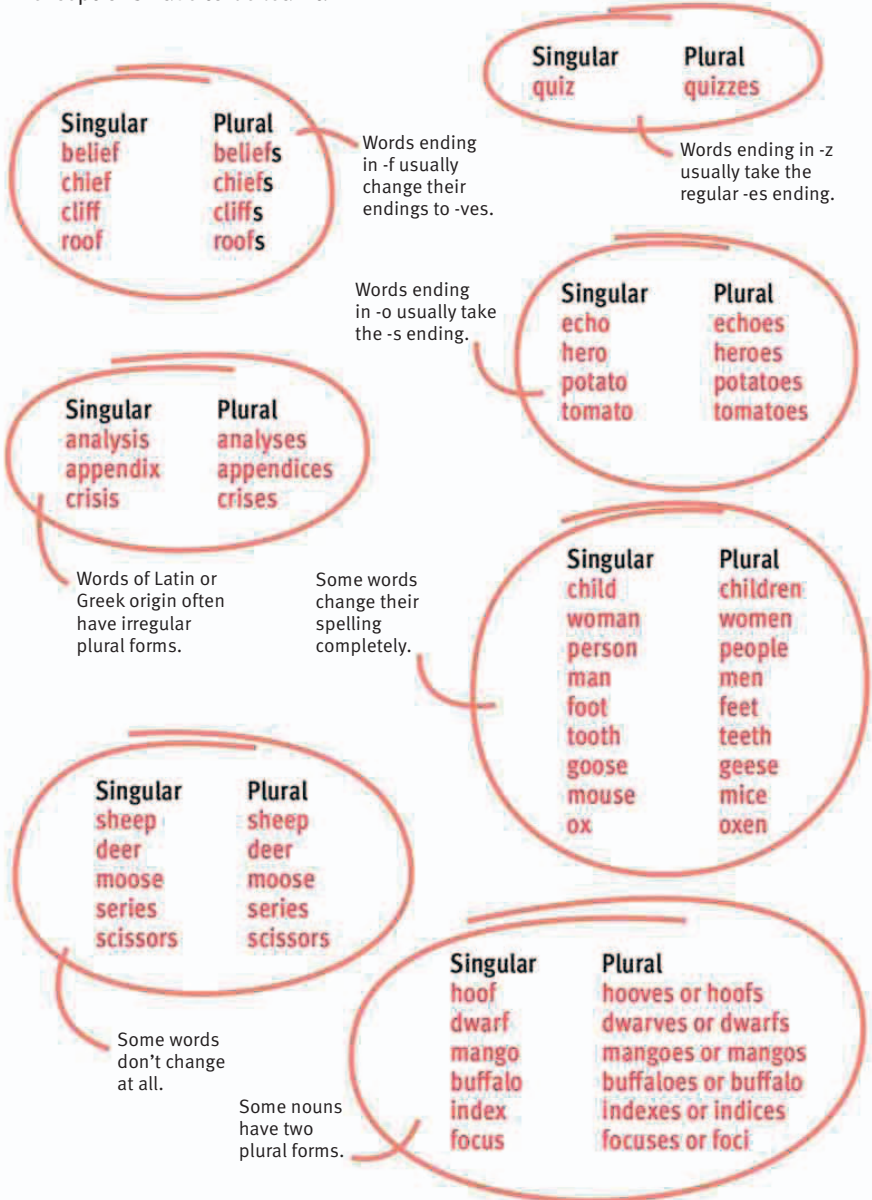 Singular Plural
quiz quizzes
Words ending in -z
usually take the
regular -es ending.
Singular Plural
belief beliefs
chief chiefs
cliff cliffs
roof roofs
Words ending
in -f usually
change their
endings to -ves.
Words ending
in -o usually take
the -s ending.
Singular Plural
echo echoes
hero heroes
potato potatoes
tomato tomatoes
Singular Plural
analysis analyses
appendix appendices
crisis crises
Words of Latin or
Greek origin often
have irregular
plural forms.
Some words
change their
spelling
completely.
Singular Plural
child children
woman women
person people
man men
foot feet
tooth teeth
goose geese
mouse mice
ox oxen
Singular Plural
sheep sheep
deer deer
moose moose
series series
scissors scissors
Some words
don't change
at all.
Some nouns
have two
plural forms.
Singular Plural
hoof hooves or hoofs
dwarf dwarves or dwarfs
mango mangoes or mangos
buffalo buffaloes or buffalo
index indexes or indices
focus focuses or foci